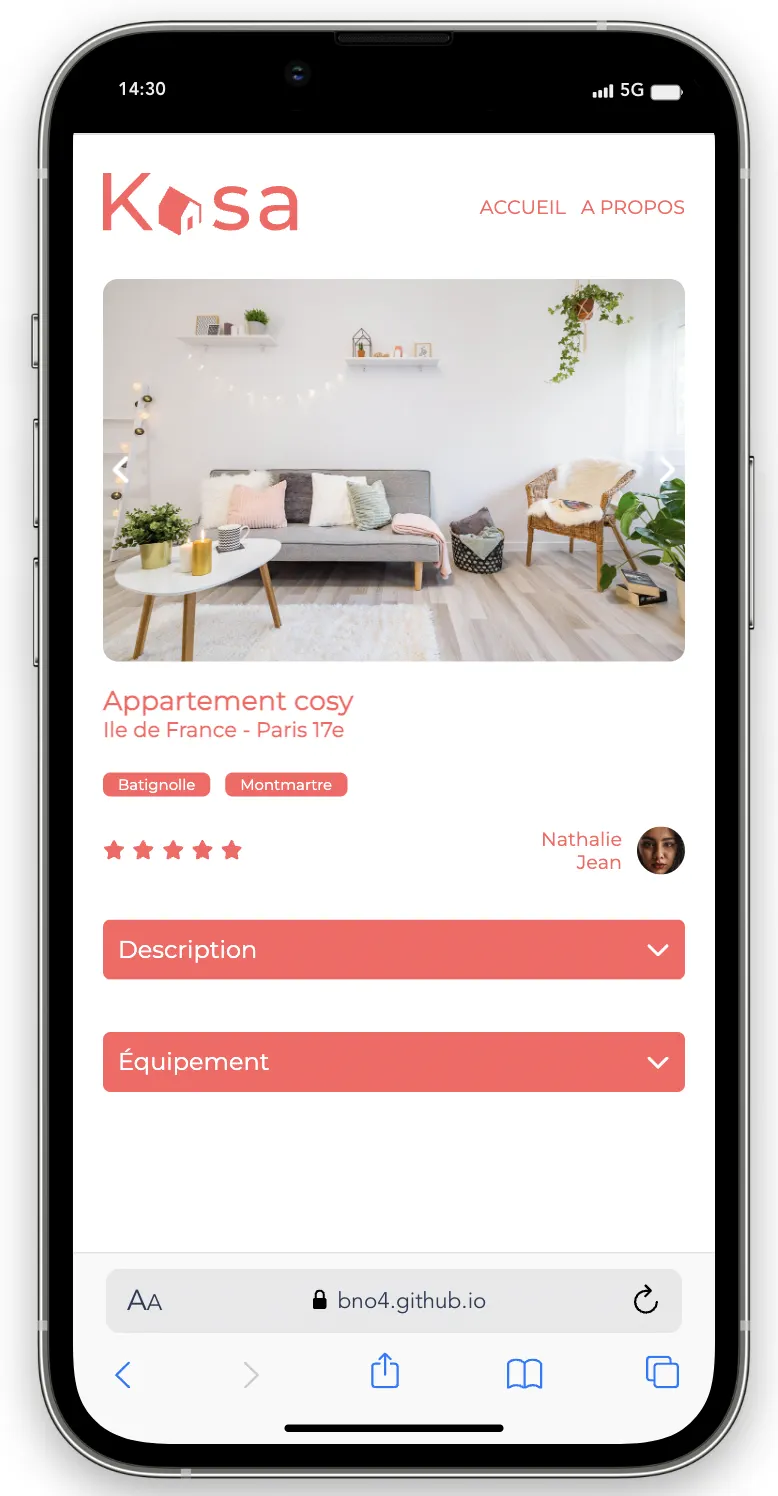 14:30
5G
Kasa
ACCUEIL A PROPOS
Appartement cosy
Ile de France - Paris 17e
Batignolle Montmartre
Nathalie
Jean
Description
Équipement
AA
bno4.github.io